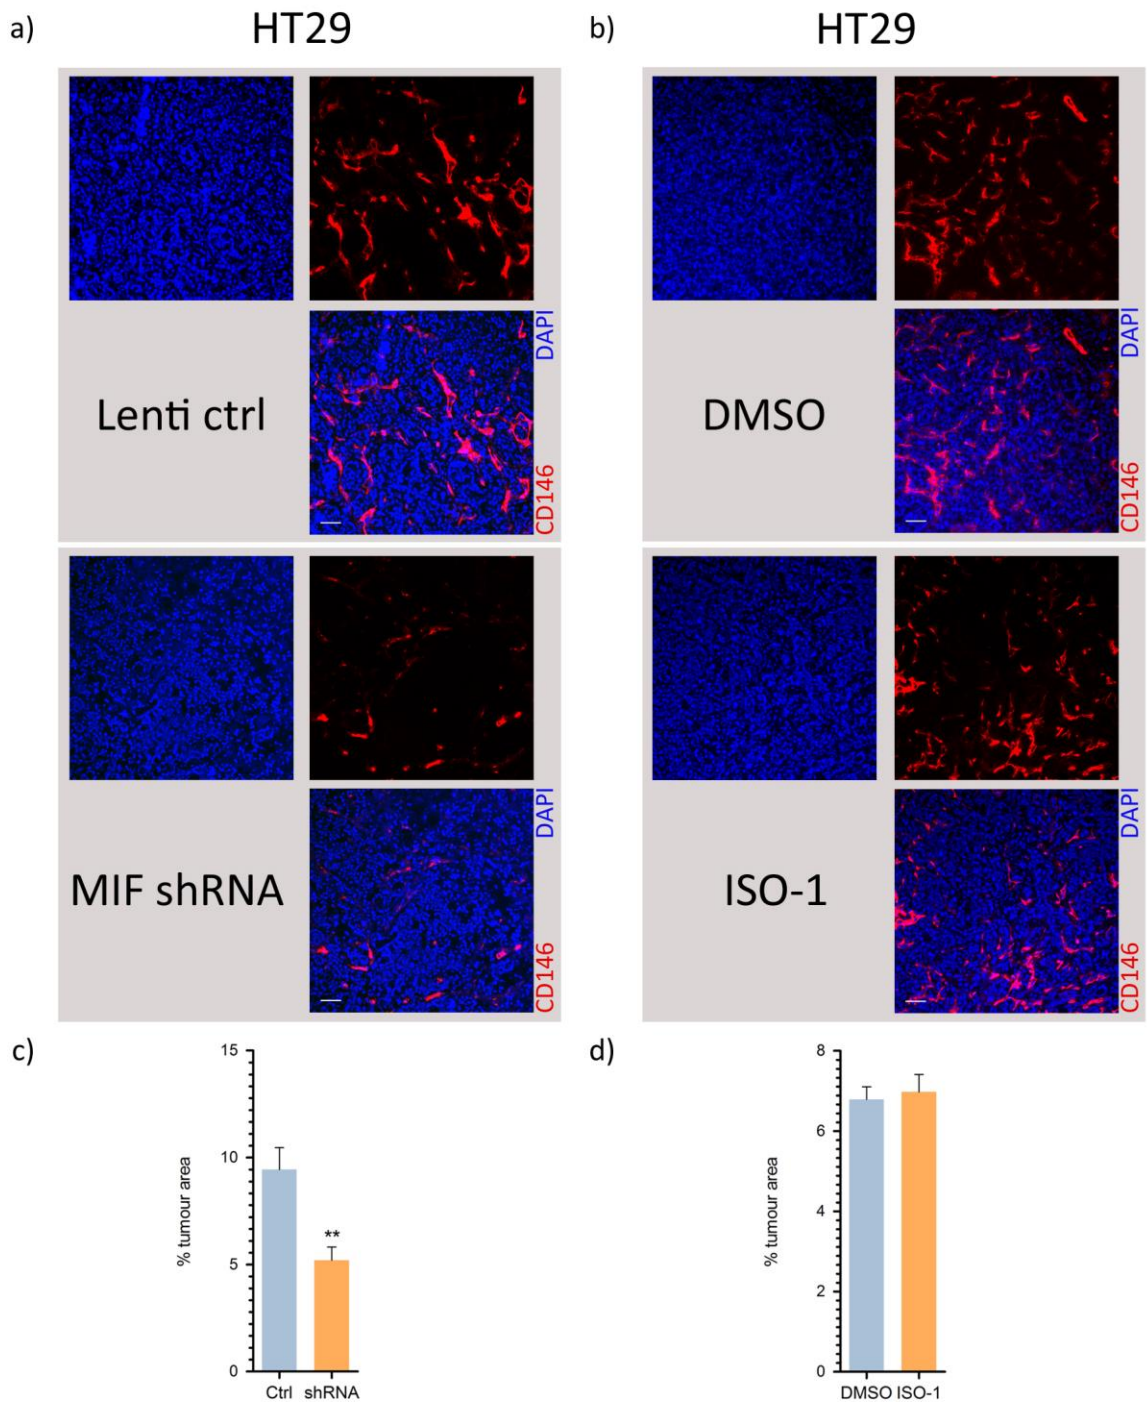 a)
HT29
b)
HT29
Lenti ctrl
CD146 DAPI
DMSO
CD146 DAPI
MIF shRNA
CD146 DAPI
ISO-1
CD146 DAPI
c)
15
10
5
0
% tumour area
**
Ctrl shRNA
d)
8
6
4
2
0
% tumour area
DMSO ISO-1